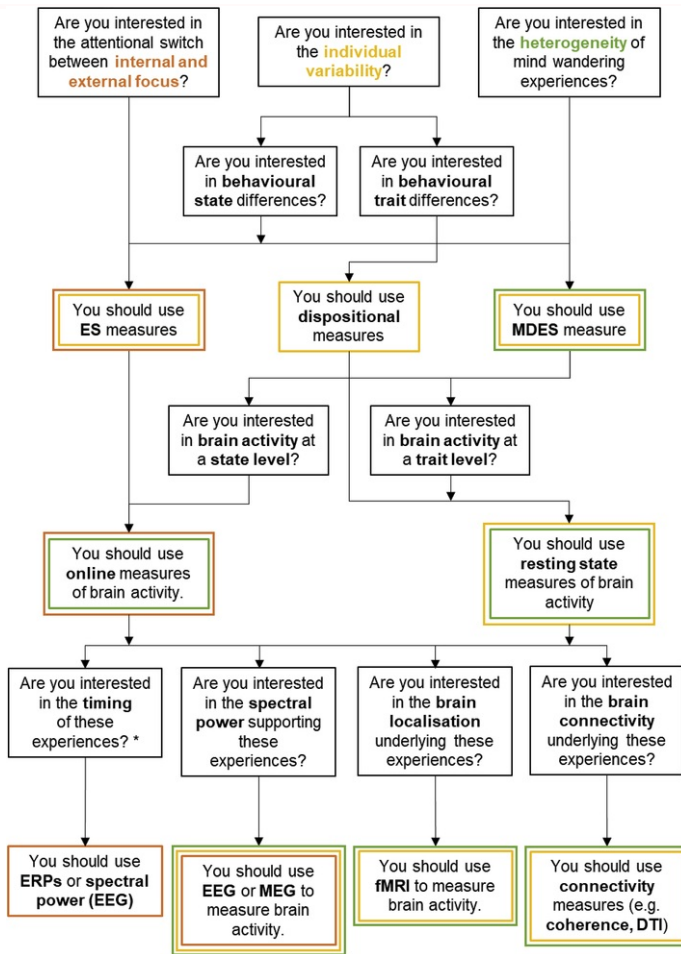 Are you interested in
the attentional switch
between internal and
external focus?
Are you interested
in the individual
variability?
Are you interested in
the heterogeneity of
mind wandering
experiences?
Are you interested
in behavioural
state differences?
Are you interested
in behavioural
trait differences?
You should use
ES measures
You should use
dispositional
measures
You should use
MDES measure
Are you interested
in brain activity at
a state level?
Are you interested
in brain activity at
a trait level?
You should use
online measures
of brain activity.
You should use
resting state
measures of brain
activity
Are you interested
in the timing
of these
experiences? *
Are you interested
in the spectral
power supporting
these
experiences?
Are you interested
in the brain
localisation
underlying these
experiences?
Are you interested
in the brain
connectivity
underlying these
experiences?
You should use
ERPs or spectral
power (EEG)
You should use
EEG or MEG to
measure brain
activity.
You should use
fMRI to measure
brain activity.
You should use
connectivity
measures (e.g.
coherence, DTI)